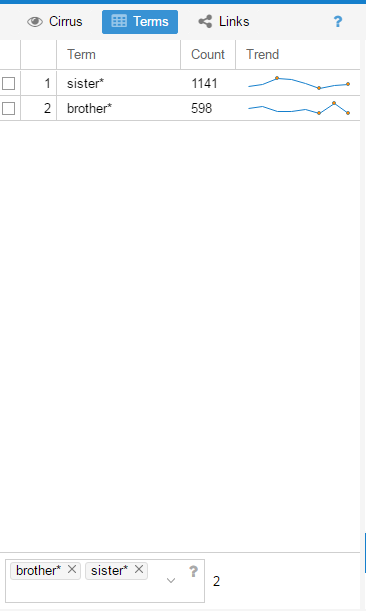 Cirrus Terms Links ?
Term Count Trend
1 sister* 1141
2 brother* 598
brother* × sister* × ? 2